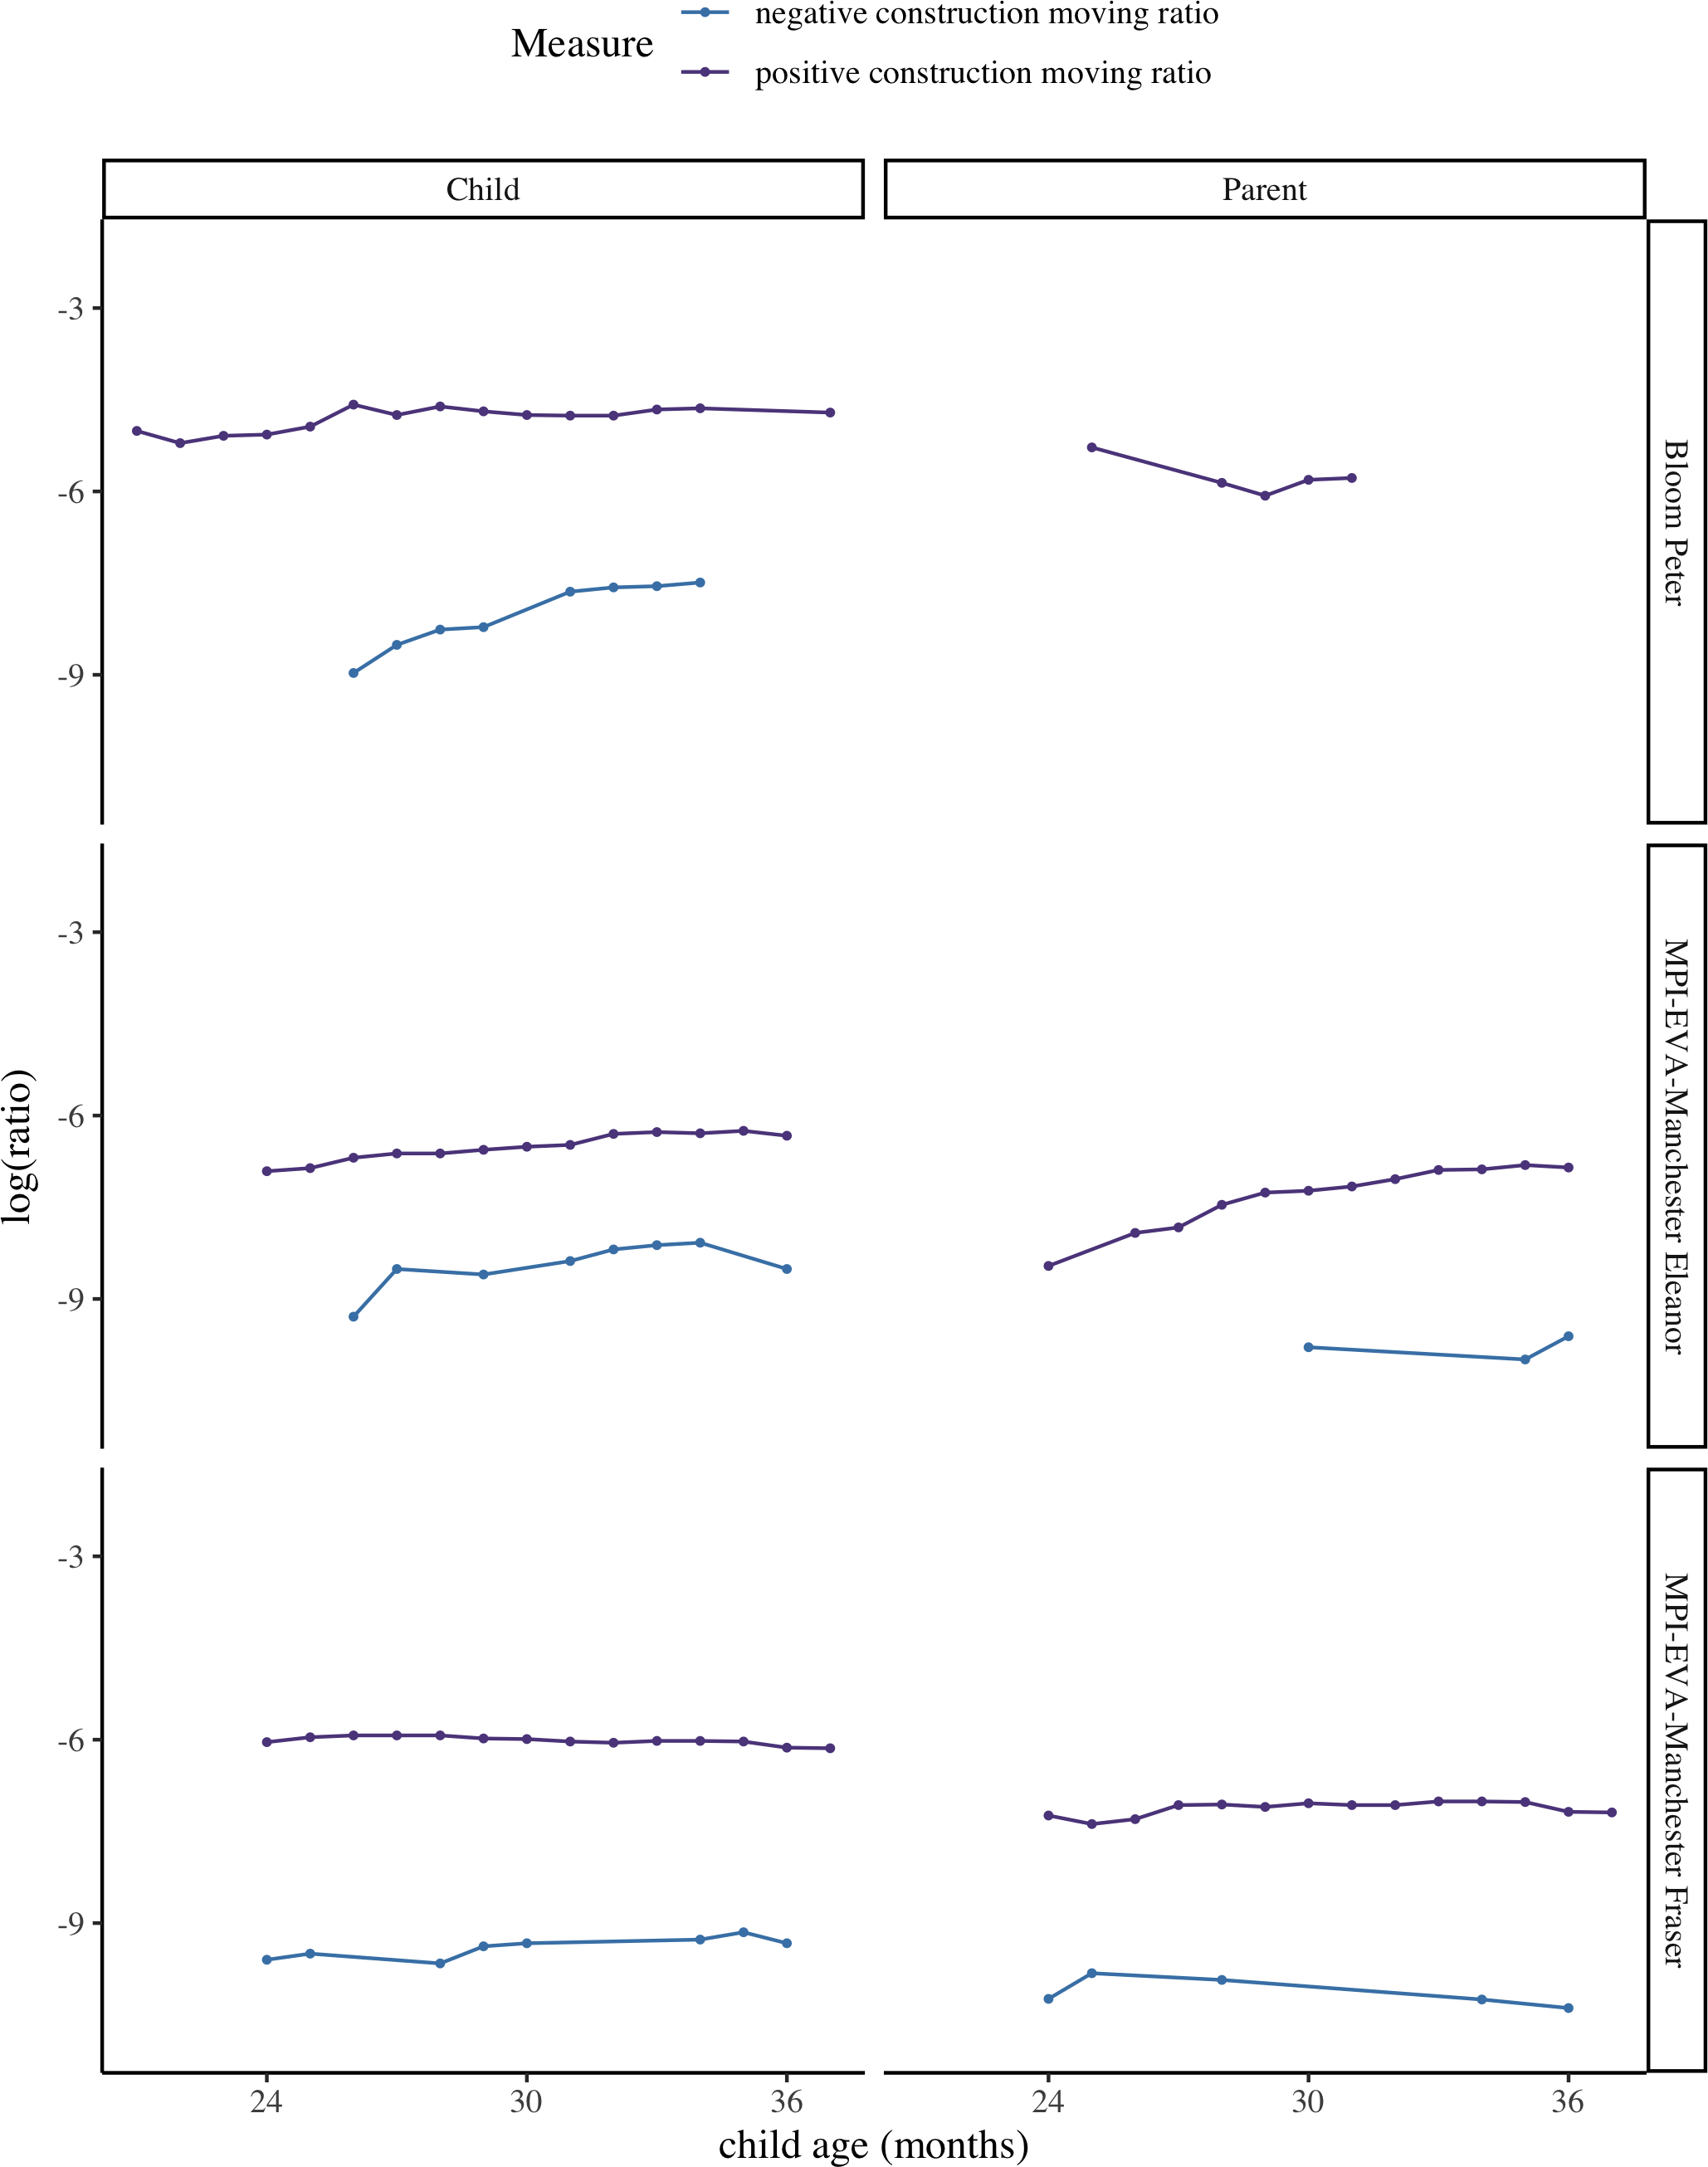 Measure
negative construction moving ratio
positive construction moving ratio
Child
Parent
-3
-6
-9
Bloom Peter
-3
-6
-9
MPI-EVA-Manchester Eleanor
log(ratio)
-3
-6
-9
MPI-EVA-Manchester Fraser
24
30
36
24
30
36
child age (months)